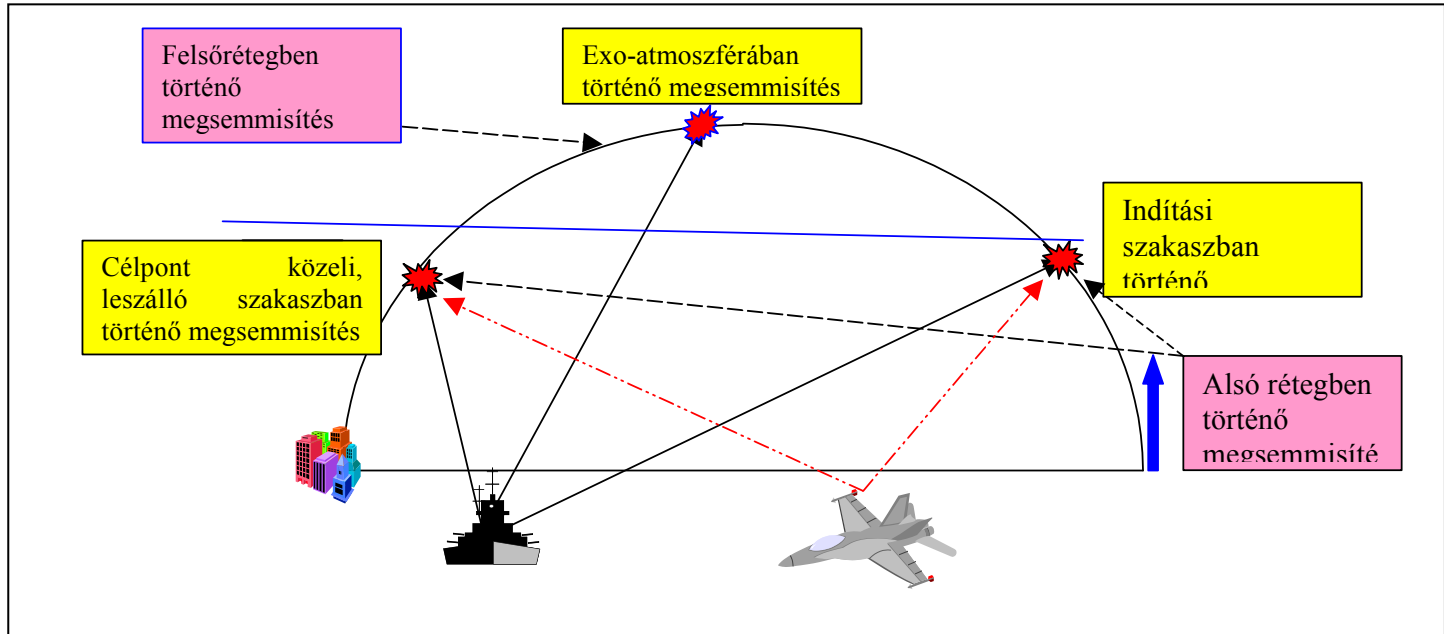 Felsőrétegben
történő
megsemmisítés
Exo-atmoszférában
történő megsemmisítés
Indítási
szakaszban
történő
Célpont közeli,
leszálló szakaszban
történő megsemmisítés
Alsó rétegben
történő
megsemmisíté